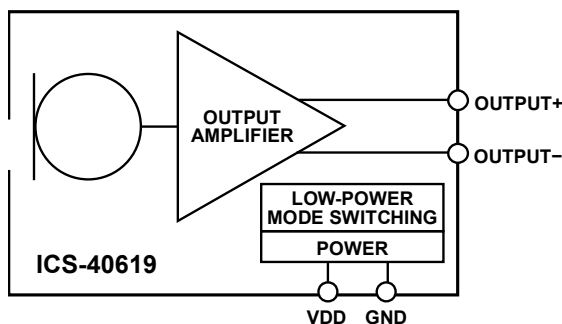 OUTPUT
AMPLIFIER
OUTPUT+
OUTPUT−
LOW-POWER
MODE SWITCHING
POWER
ICS-40619
VDD GND